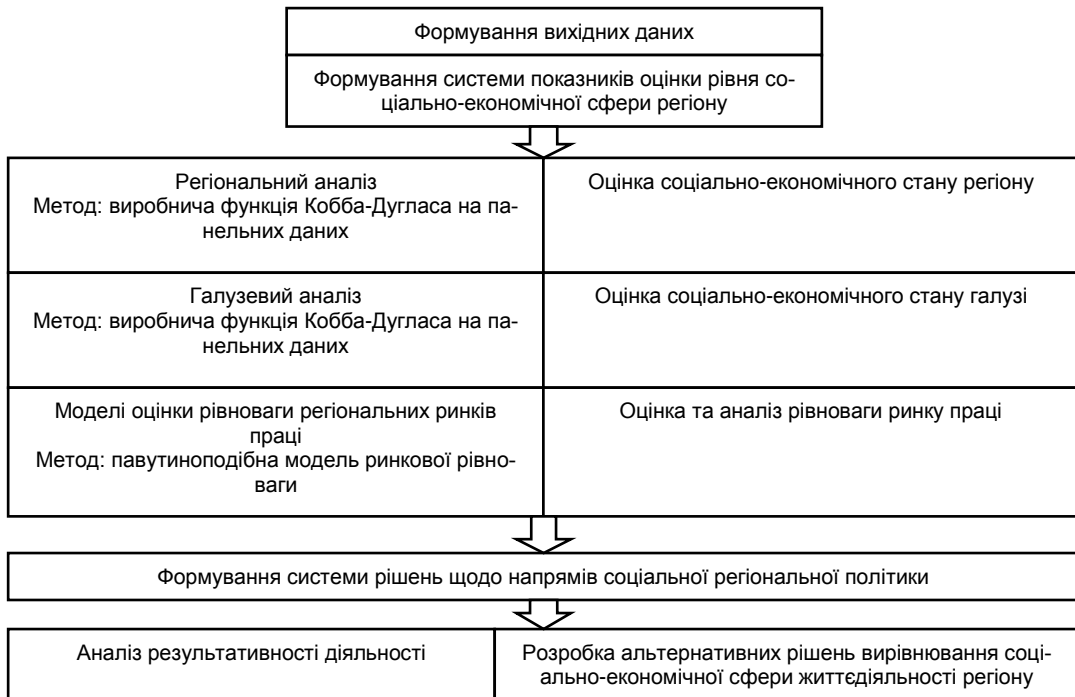 Формування вихідних даних
Формування системи показників оцінки рівня со-
ціально-економічної сфери регіону
Регіональний аналіз
Метод: виробнича функція Кобба-Дугласа на па-
нельних даних
Оцінка соціально-економічного стану регіону
Галузевий аналіз
Метод: виробнича функція Кобба-Дугласа на па-
нельних даних
Оцінка соціально-економічного стану галузі
Моделі оцінки рівноваги регіональних ринків
праці
Метод: павутиноподібна модель ринкової рівно-
ваги
Оцінка та аналіз рівноваги ринку праці
Формування системи рішень щодо напрямів соціальної регіональної політики
Аналіз результативності діяльності
Розробка альтернативних рішень вирівнювання соці-
ально-економічної сфери життєдіяльності регіону